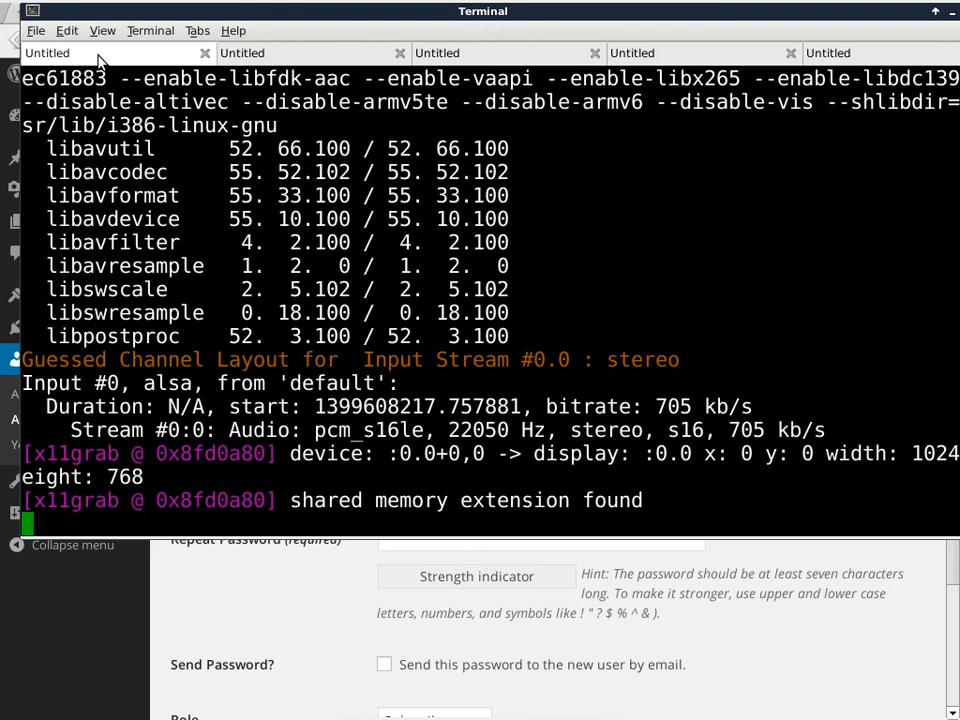 Terminal
File Edit View Terminal Tabs Help
Untitled Untitled Untitled Untitled Untitled
ec61883 --enable-libfdk-aac --enable-vaapi --enable-libx265 --enable-libdc139
--disable-altivec --disable-armv5te --disable-armv6 --disable-vis --shlibdir=
sr/lib/i386-linux-gnu
libavutil 52. 66.100 / 52. 66.100
libavcodec 55. 52.102 / 55. 52.102
libavformat 55. 33.100 / 55. 33.100
libavdevice 55. 10.100 / 55. 10.100
libavfilter 4. 2.100 / 4. 2.100
libavresample 1. 2. 0 / 1. 2. 0
libswscale 2. 5.102 / 2. 5.102
libswresample 0. 18.100 / 0. 18.100
libpostproc 52. 3.100 / 52. 3.100
Guessed Channel Layout for Input Stream #0.0 : stereo
Input #0, alsa, from 'default':
Duration: N/A, start: 1399608217.757881, bitrate: 705 kb/s
Stream #0:0: Audio: pcm_s16le, 22050 Hz, stereo, s16, 705 kb/s
[x11grab @ 0x8fd0a80] device: :0.0+0,0 -> display: :0.0 x: 0 y: 0 width: 1024
eight: 768
[x11grab @ 0x8fd0a80] shared memory extension found
Collapse menu
Repeat Password (required)
Strength indicator
Hint: The password should be at least seven characters
long. To make it stronger, use upper and lower case
letters, numbers, and symbols like ! " ? $ % ^ & ).
Send Password?
Send this password to the new user by email.
Role